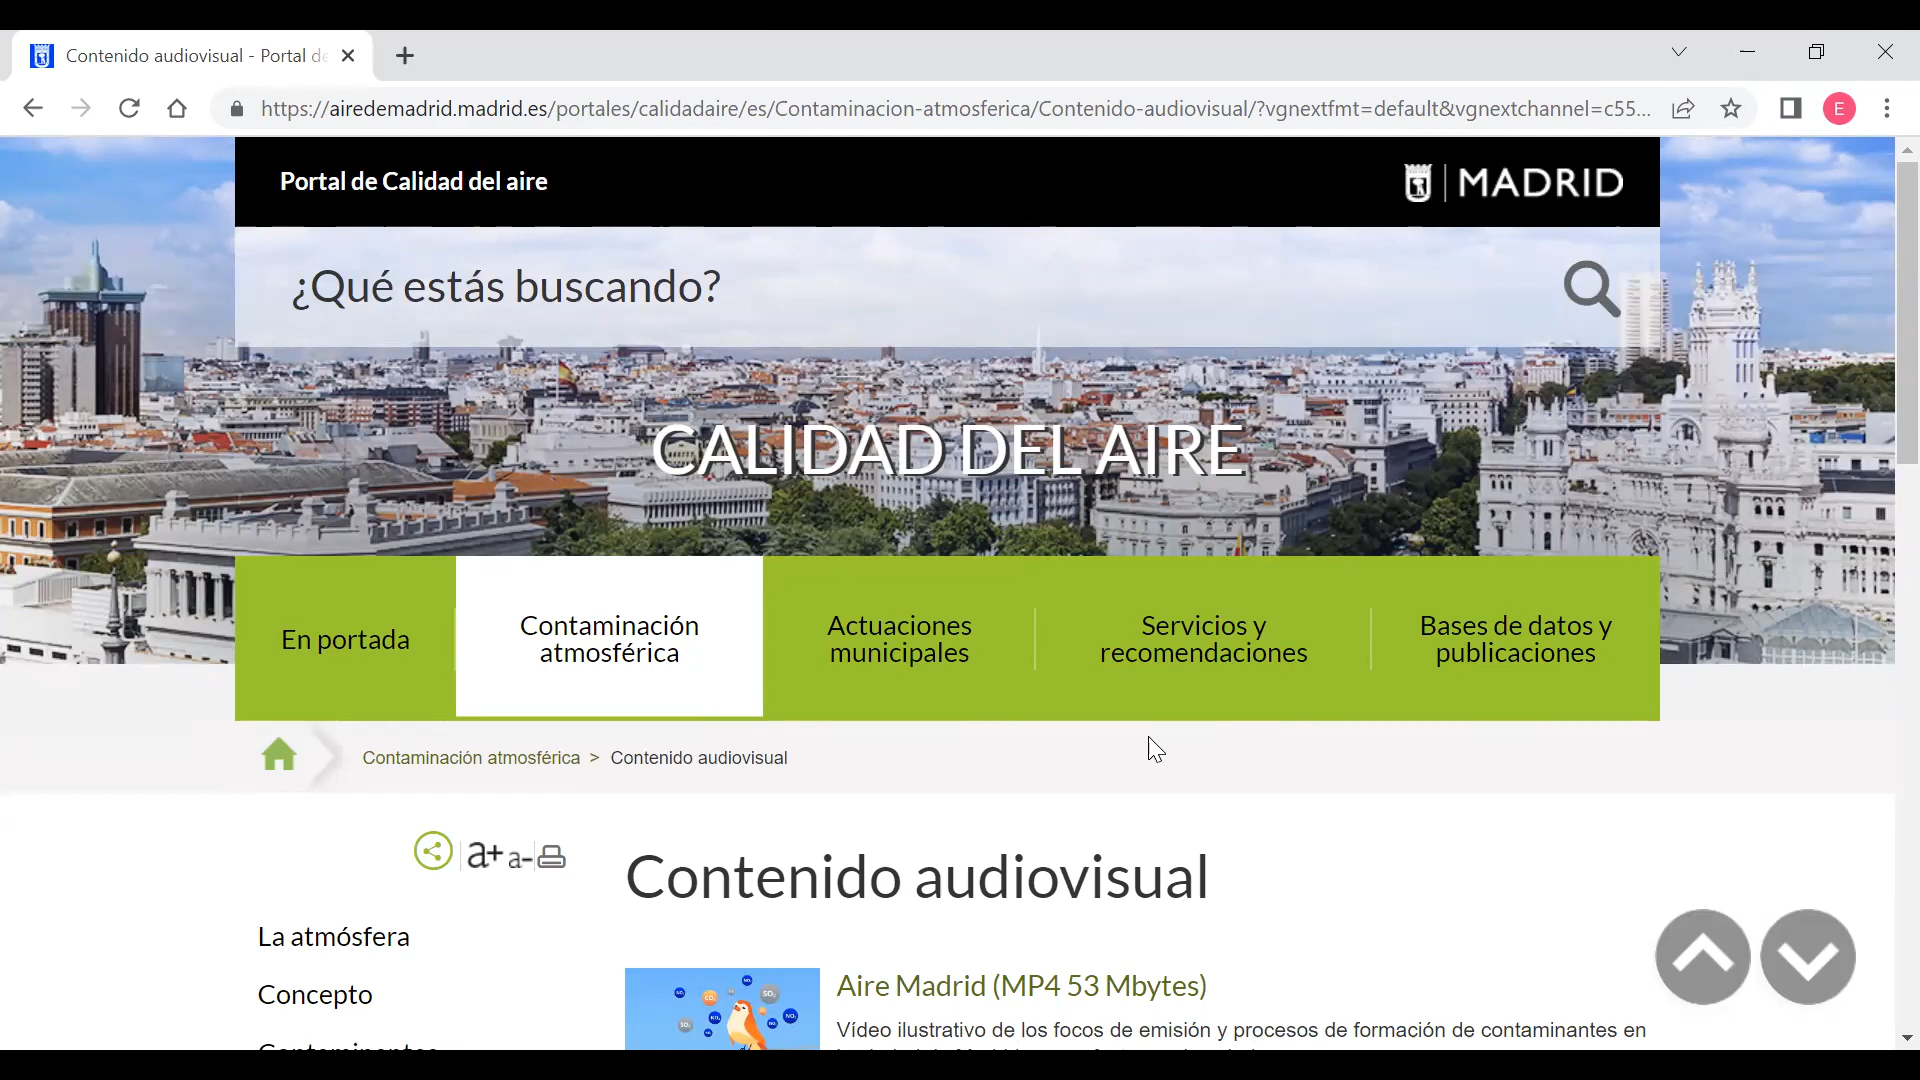 Contenido audiovisual - Portal de
https://airedemadrid.madrid.es/portales/calidadaire/es/Contaminacion-atmosferica/Contenido-audiovisual/?vgnextfmt=default&vgnextchannel=c55...
E
Portal de Calidad del aire
MADRID
¿Qué estás buscando?
CALIDAD DEL AIRE
En portada
Contaminación
atmosférica
Actuaciones
municipales
Servicios y
recomendaciones
Bases de datos y
publicaciones
Contaminación atmosférica > Contenido audiovisual
a+ a-
Contenido audiovisual
La atmósfera
Concepto
Aire Madrid (MP4 53 Mbytes)
Vídeo ilustrativo de los focos de emisión y procesos de formación de contaminantes en